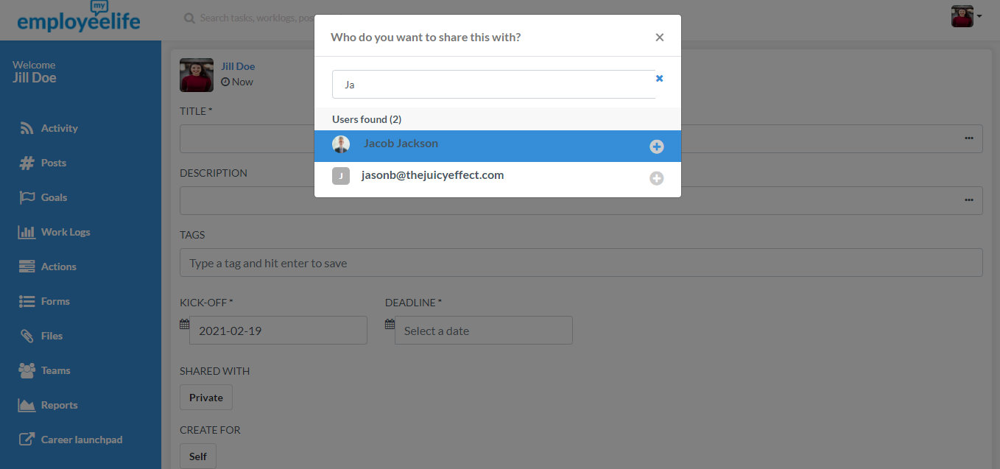 my
employeelife
Search tasks, worklogs, pos
Welcome
Jill Doe
Activity
Posts
Goals
Work Logs
Actions
Forms
Files
Teams
Reports
Career launchpad
Jill Doe
Now
TITLE *
DESCRIPTION
TAGS
Type a tag and hit enter to save
KICK-OFF *
DEADLINE *
2021-02-19
Select a date
SHARED WITH
Private
CREATE FOR
Self
Who do you want to share this with?
Ja
Users found (2)
Jacob Jackson
J
jasonb@thejuicyeffect.com